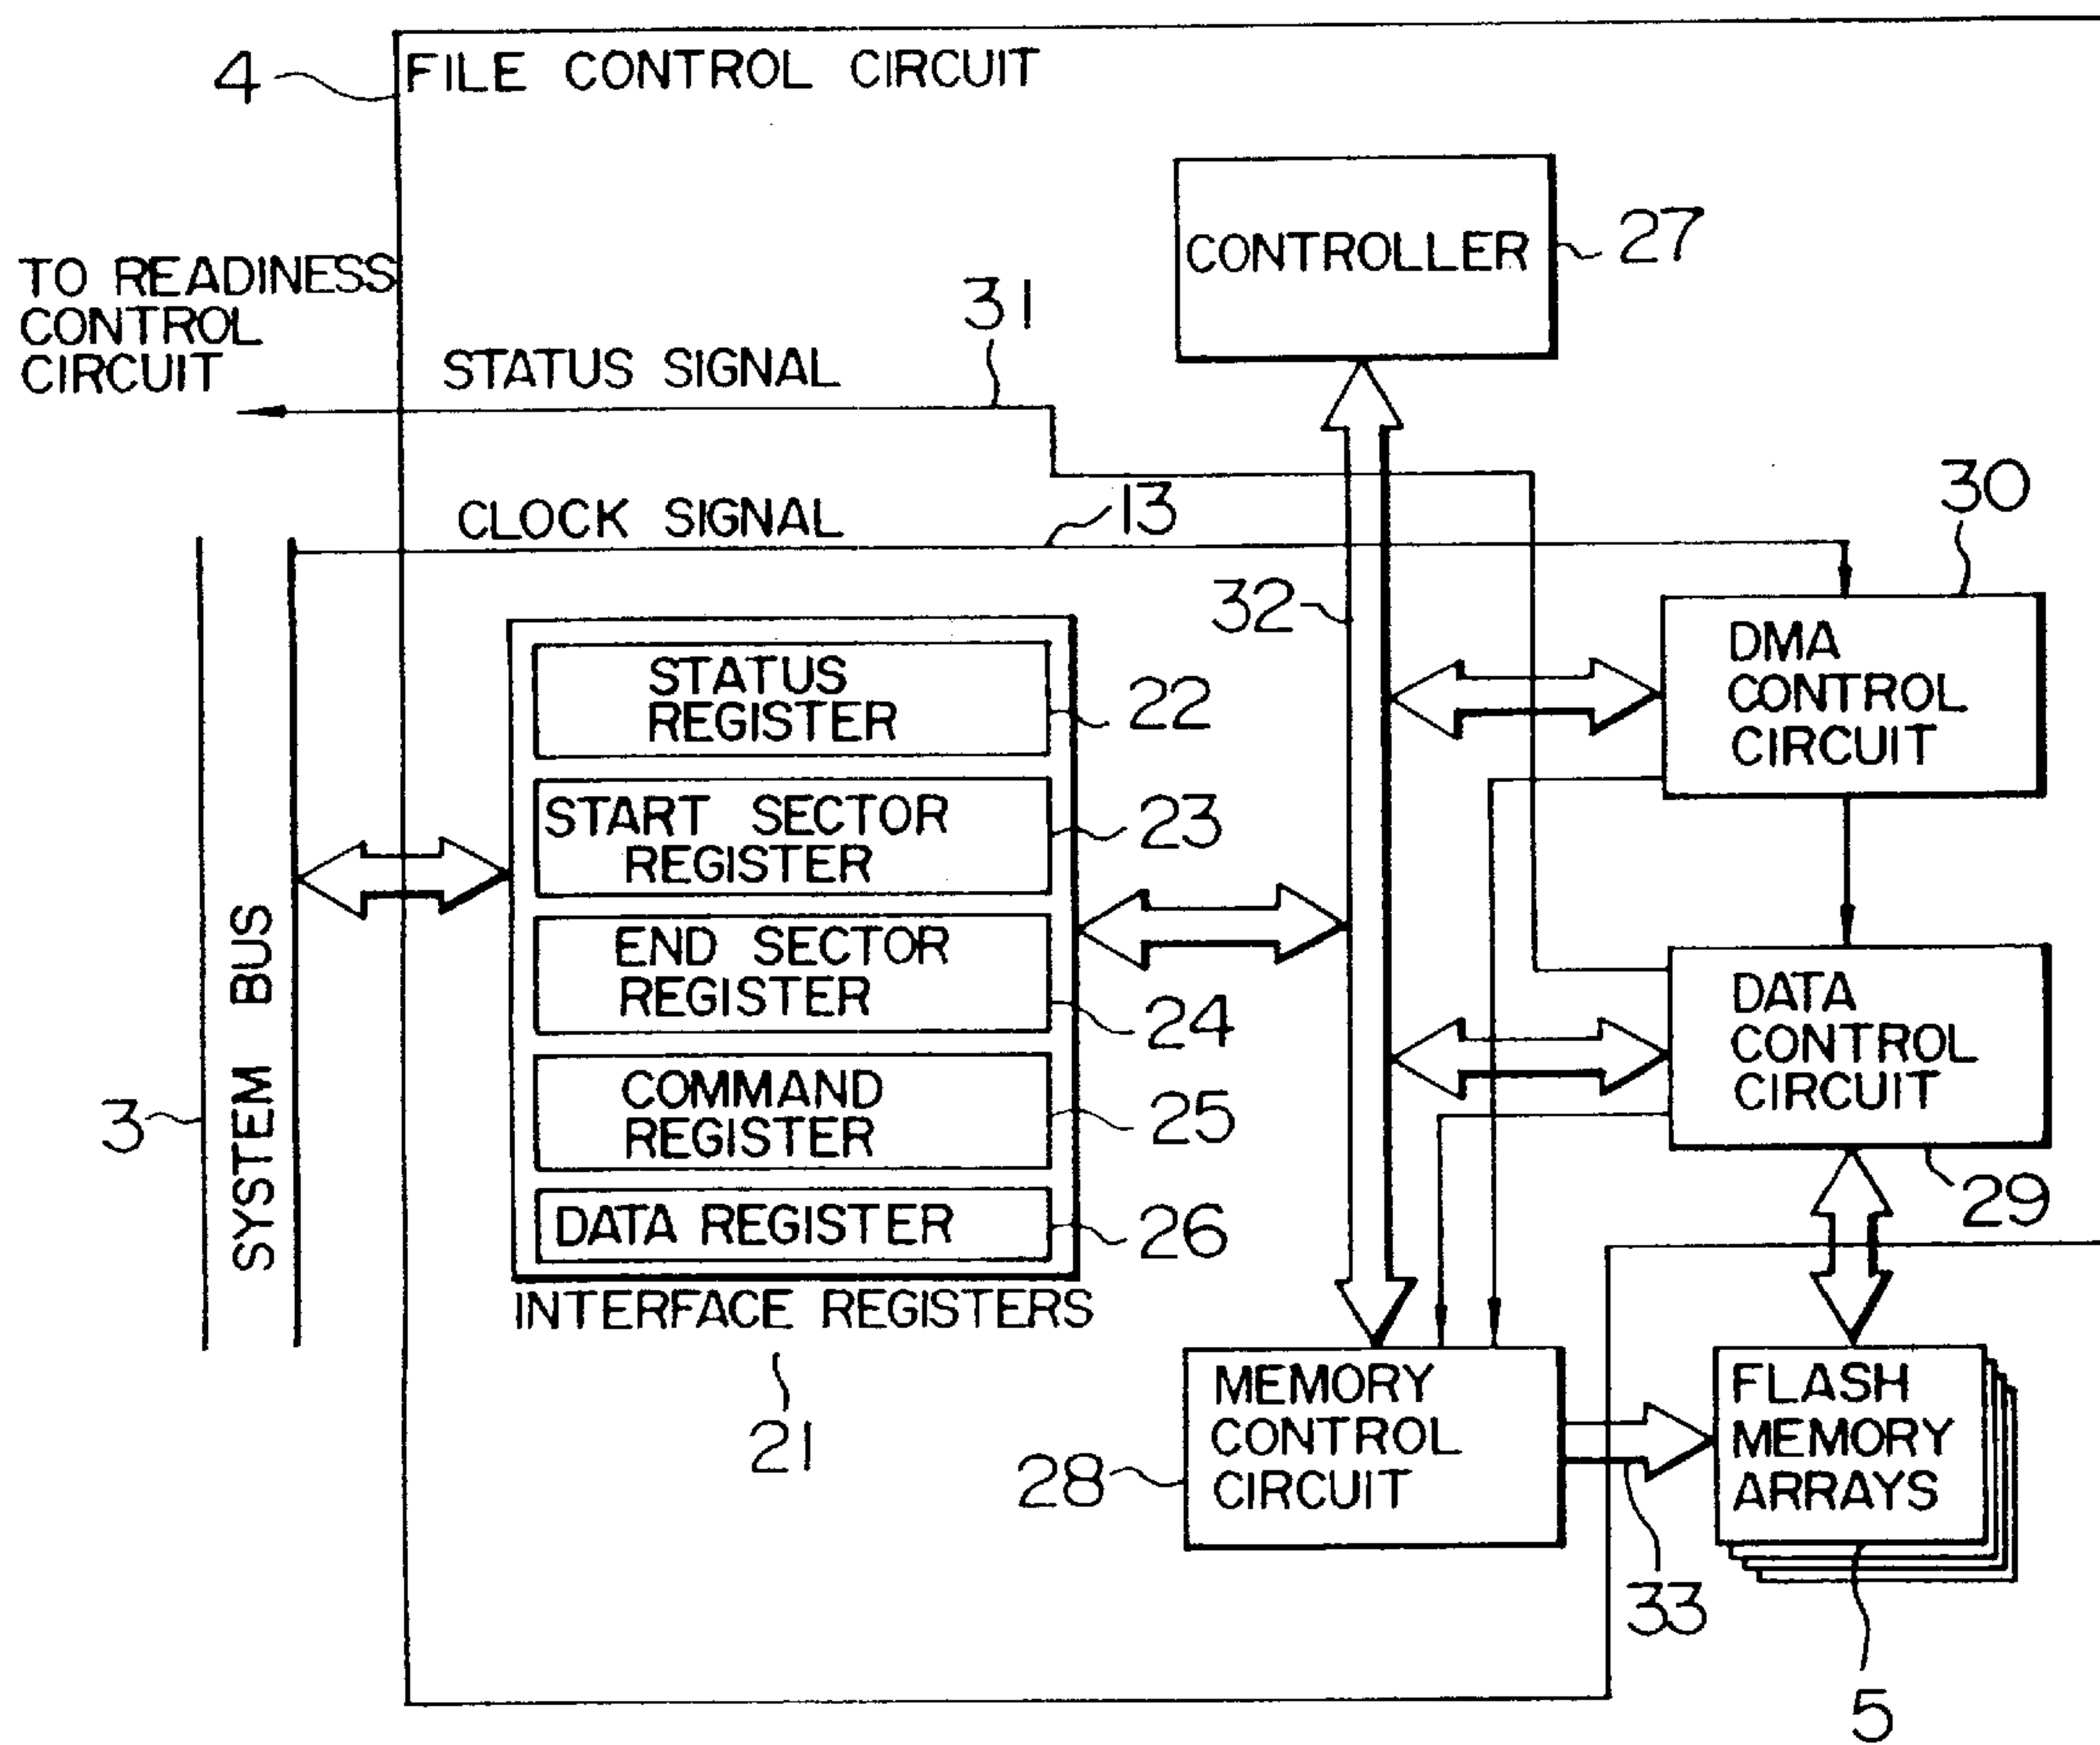 4
FILE CONTROL CIRCUIT
CONTROLLER
27
TO READINESS
CONTROL
CIRCUIT
31
STATUS SIGNAL
30
CLOCK SIGNAL
13
32
DMA
CONTROL
CIRCUIT
STATUS
REGISTER
22
START SECTOR
REGISTER
23
END SECTOR
REGISTER
24
DATA
CONTROL
CIRCUIT
29
COMMAND
REGISTER
25
DATA REGISTER
26
INTERFACE REGISTERS
21
3
SYSTEM BUS
MEMORY
CONTROL
CIRCUIT
28
FLASH
MEMORY
ARRAYS
33
5